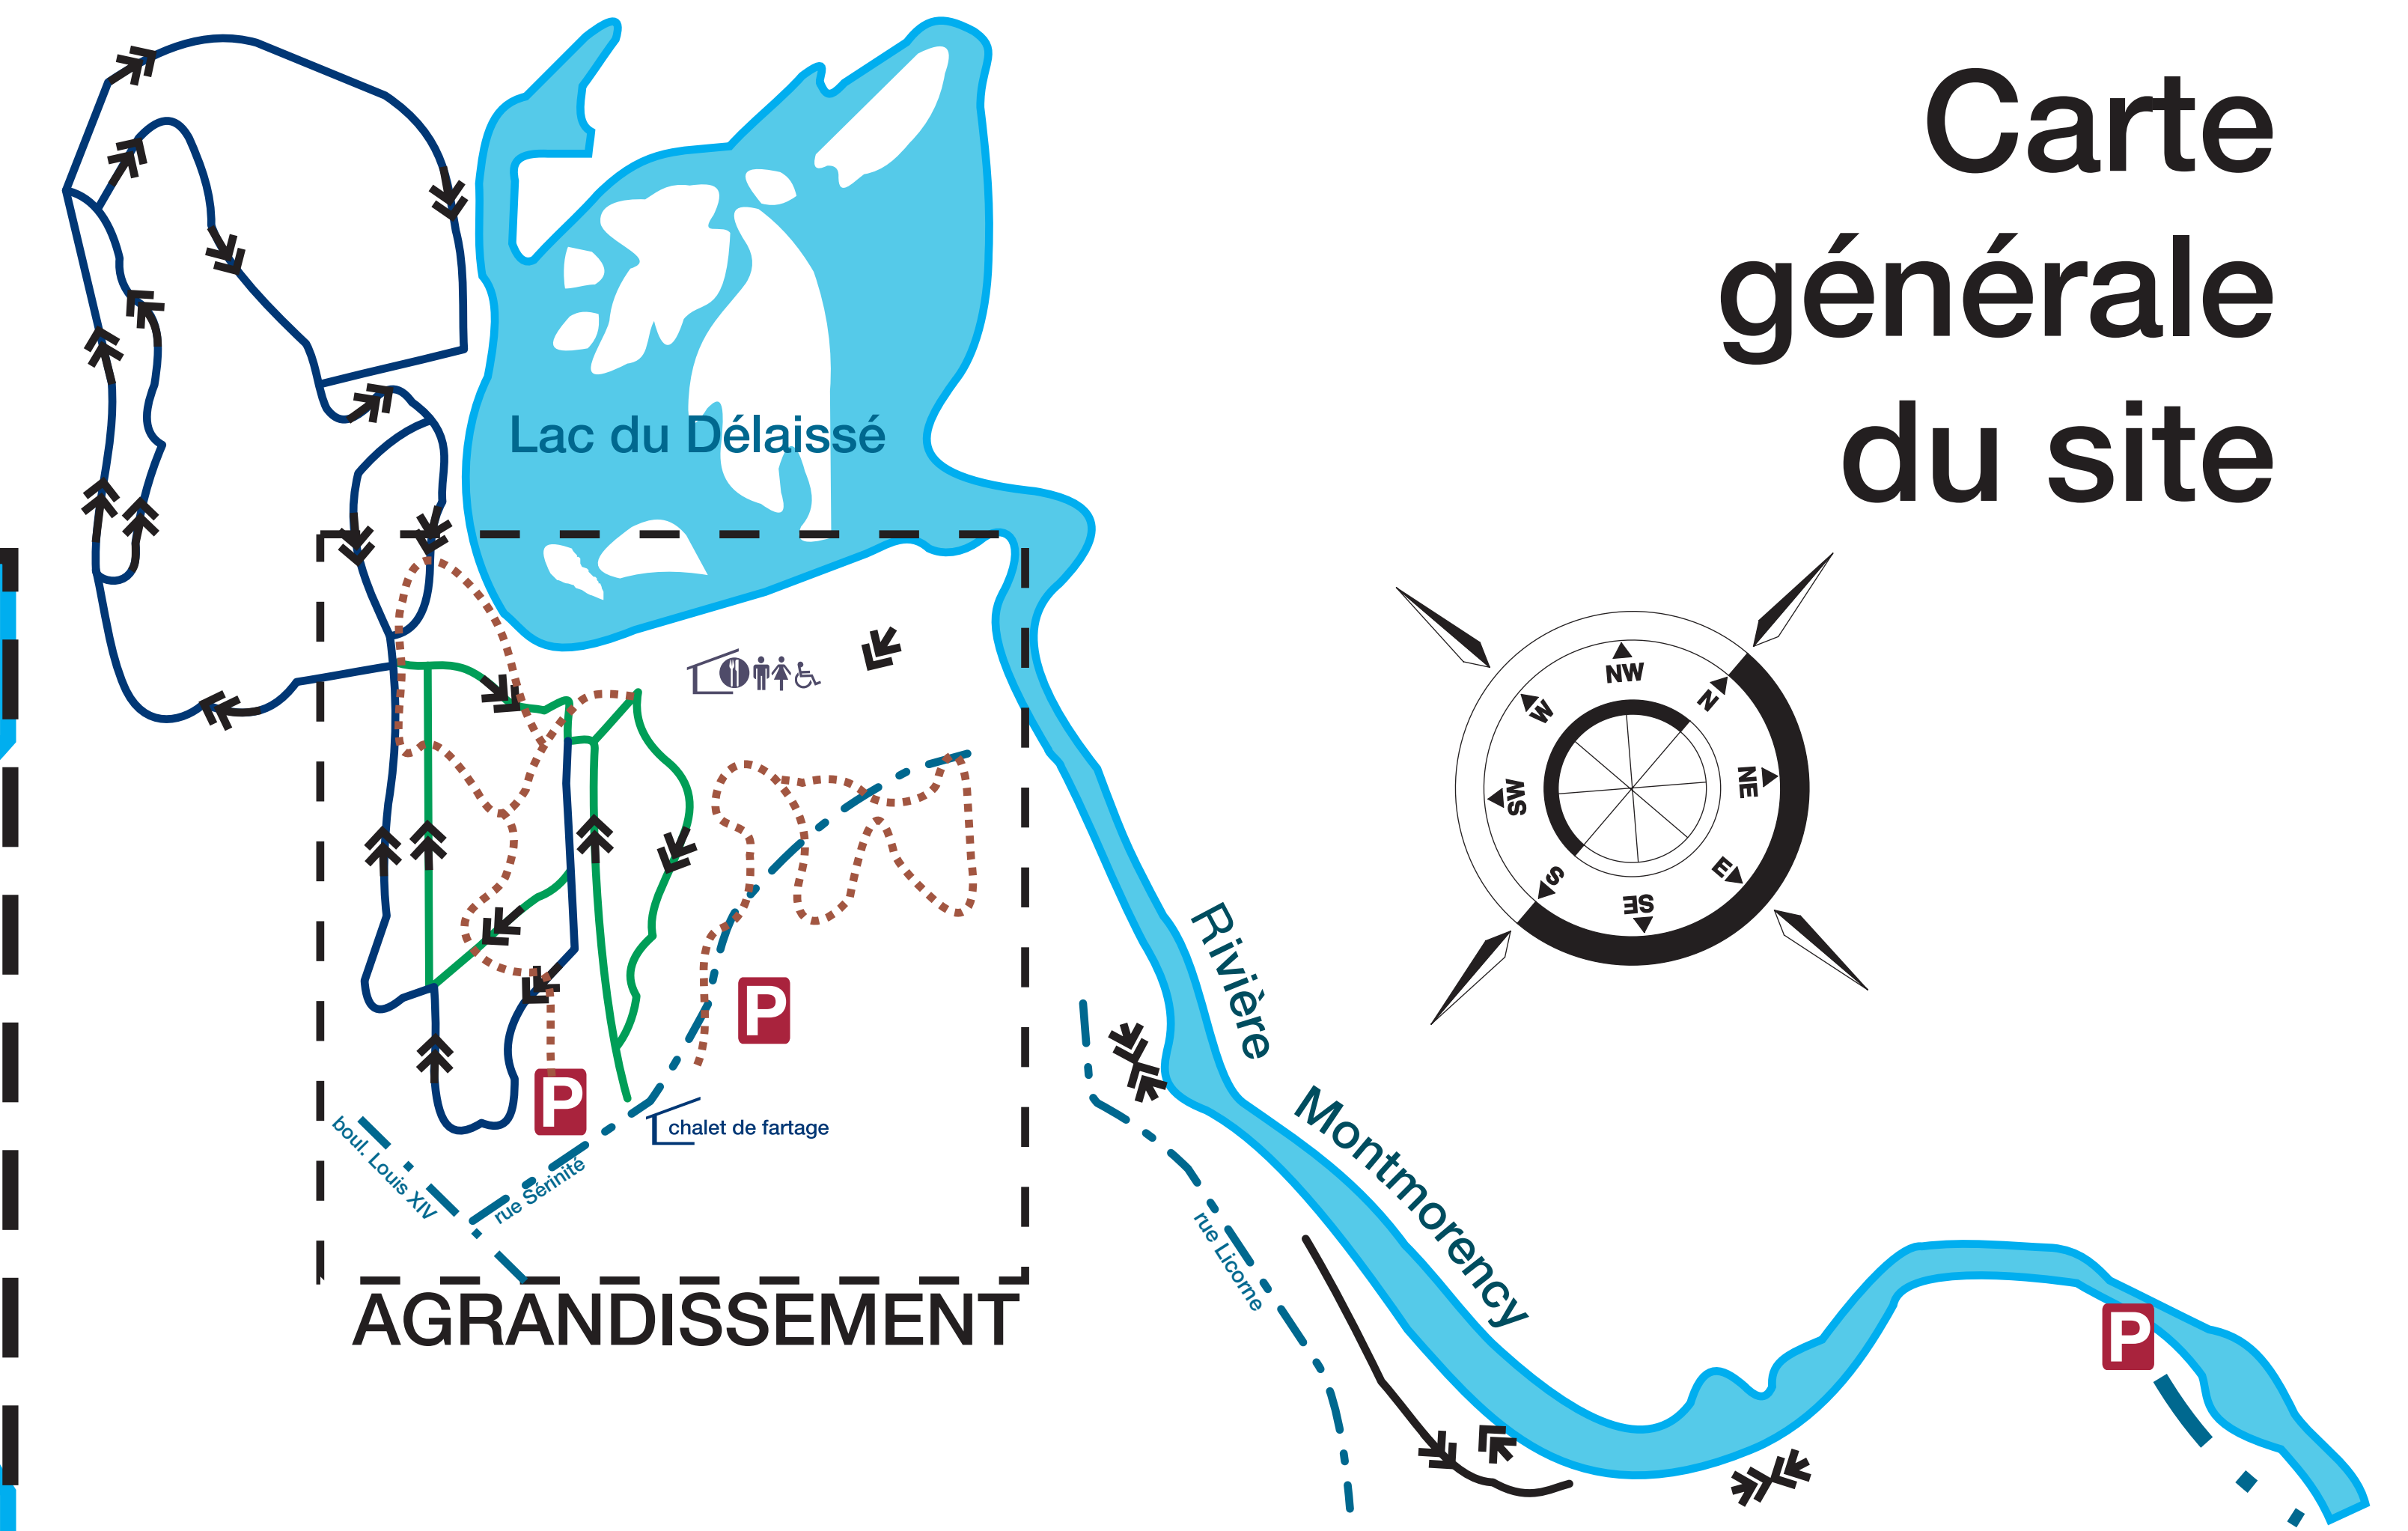 Carte
générale
du site
Lac du Délaissé
NW
N
W
NE
SW
E
S
SE
Rivière
Montmorency
P
P
chalet de fartage
boul. Louis XIV
rue Sérinité
rue Licorne
AGRANDISSEMENT
P